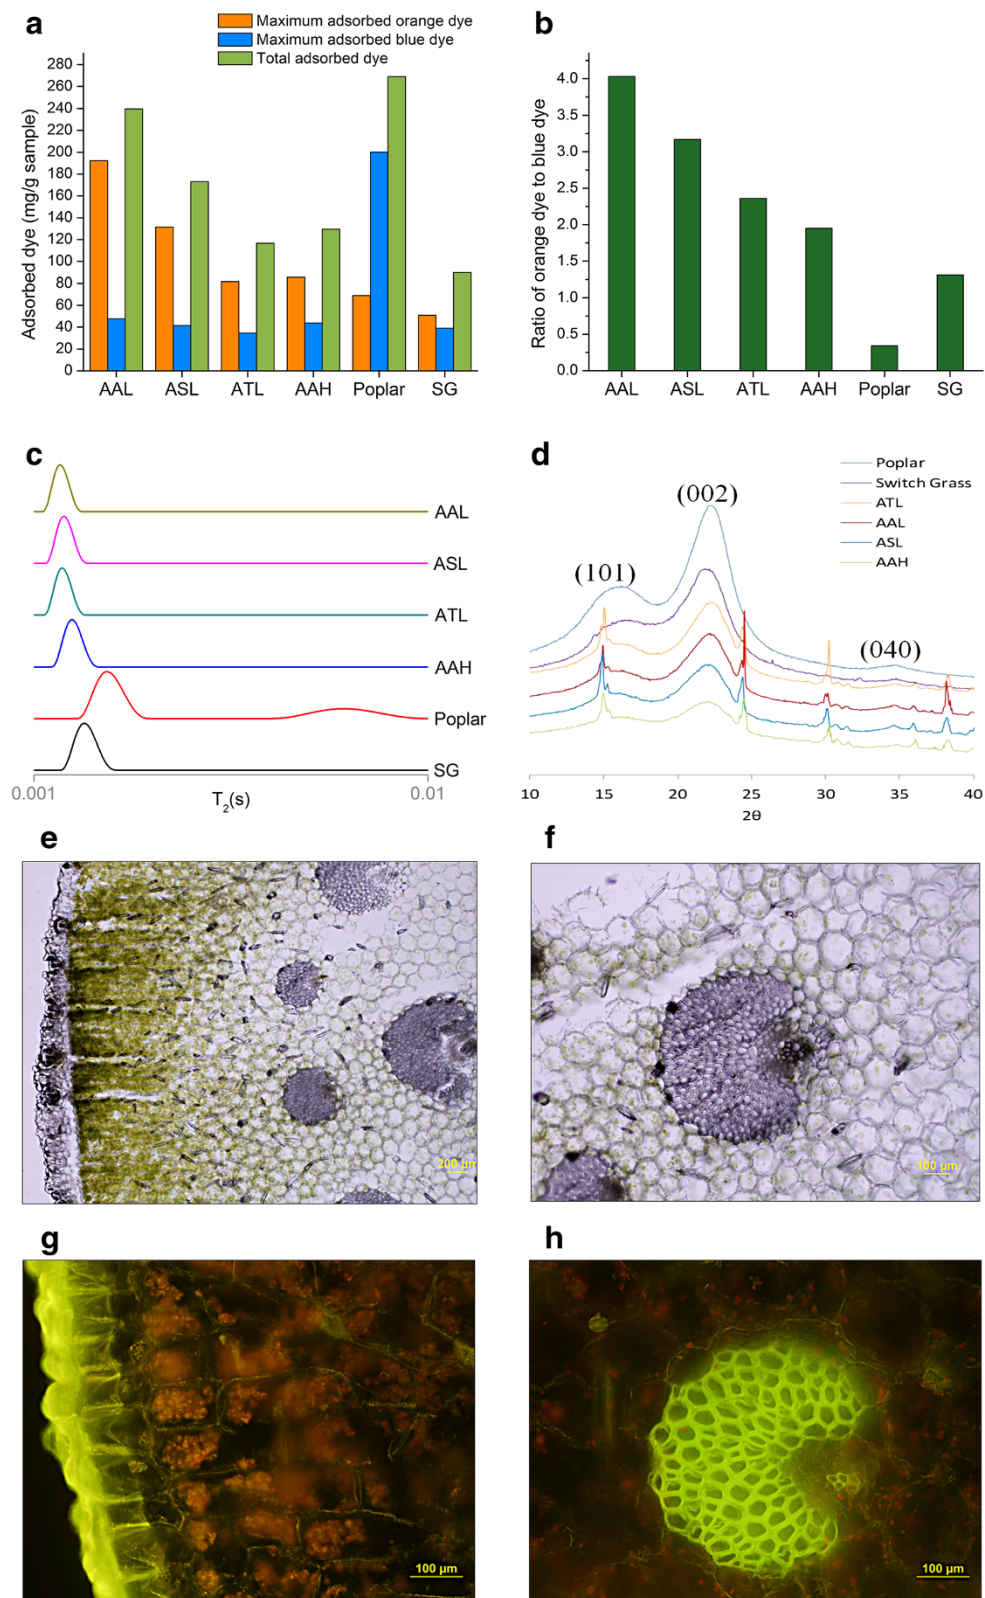 a
Maximum adsorbed orange dye
Maximum adsorbed blue dye
Total adsorbed dye
Adsorbed dye (mg/g sample)
280
260
240
220
200
180
160
140
120
100
80
60
40
20
0
AAL ASL ATL AAH Poplar SG
b
Ratio of orange dye to blue dye
4.0
3.5
3.0
2.5
2.0
1.5
1.0
0.5
0.0
AAL ASL ATL AAH Poplar SG
c
AAL
ASL
ATL
AAH
Poplar
SG
0.001 0.01
T2(s)
d
Poplar
Switch Grass
ATL
AAL
ASL
AAH
(002)
(101)
(040)
10 15 20 25 30 35 40
2θ
e
200 µm
f
100 µm
g
100 µm
h
100 µm